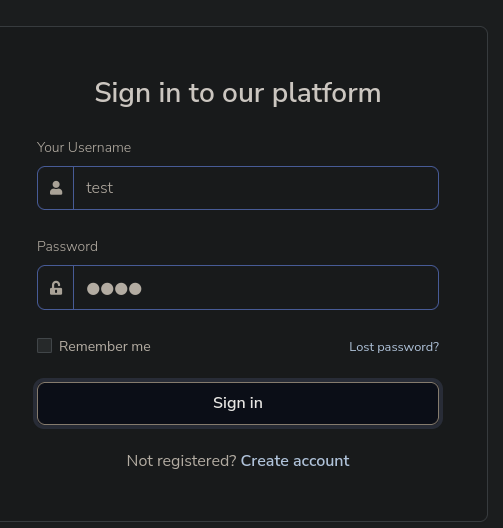 Sign in to our platform
Your Username
test
Password
●●●●
Remember me Lost password?
Sign in
Not registered? Create account